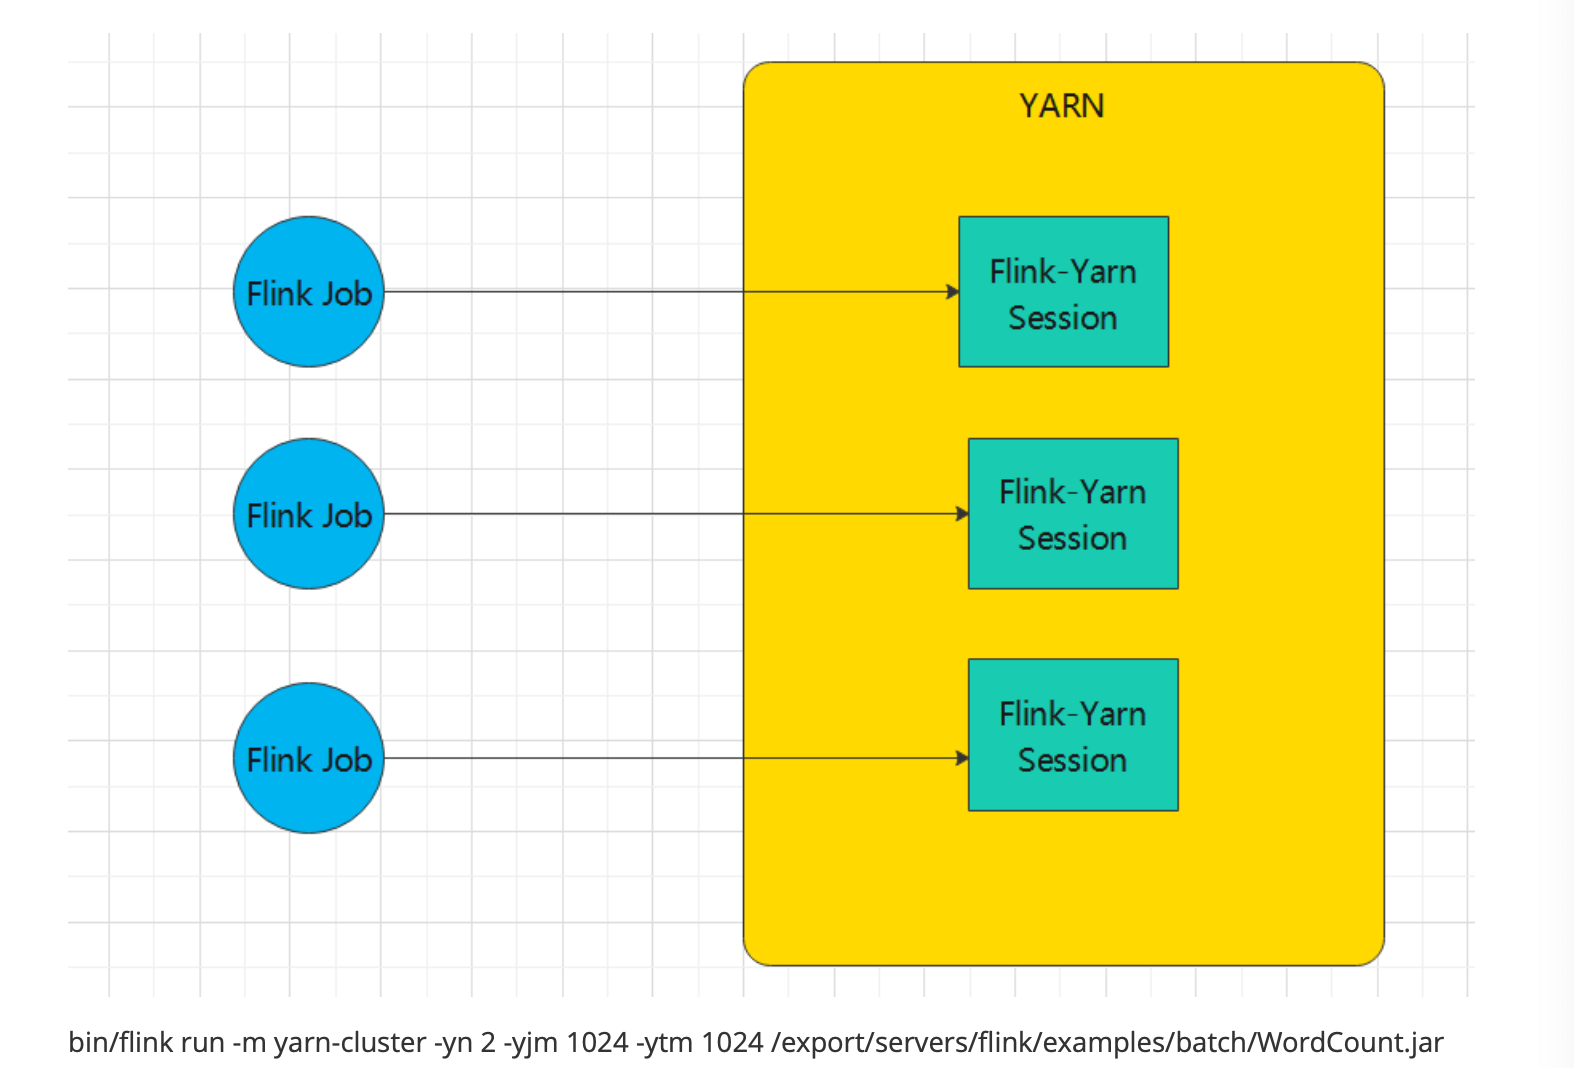 YARN
Flink Job
Flink-Yarn
Session
Flink Job
Flink-Yarn
Session
Flink Job
Flink-Yarn
Session
bin/flink run -m yarn-cluster -yn 2 -yjm 1024 -ytm 1024 /export/servers/flink/examples/batch/WordCount.jar